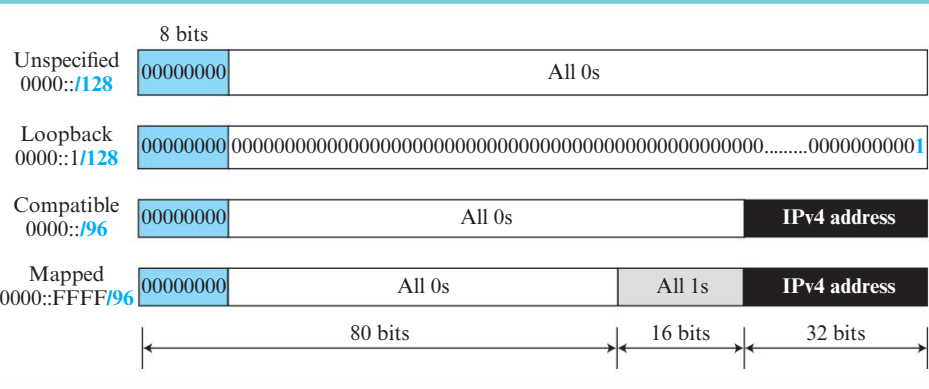 8 bits
Unspecified
0000::/128
00000000
All 0s
Loopback
0000::1/128
00000000
0000000000000000000000000000000000000000000000000000.........00000000001
Compatible
0000::/96
00000000
All 0s
IPv4 address
Mapped
0000::FFFF/96
00000000
All 0s
All 1s
IPv4 address
80 bits
16 bits
32 bits